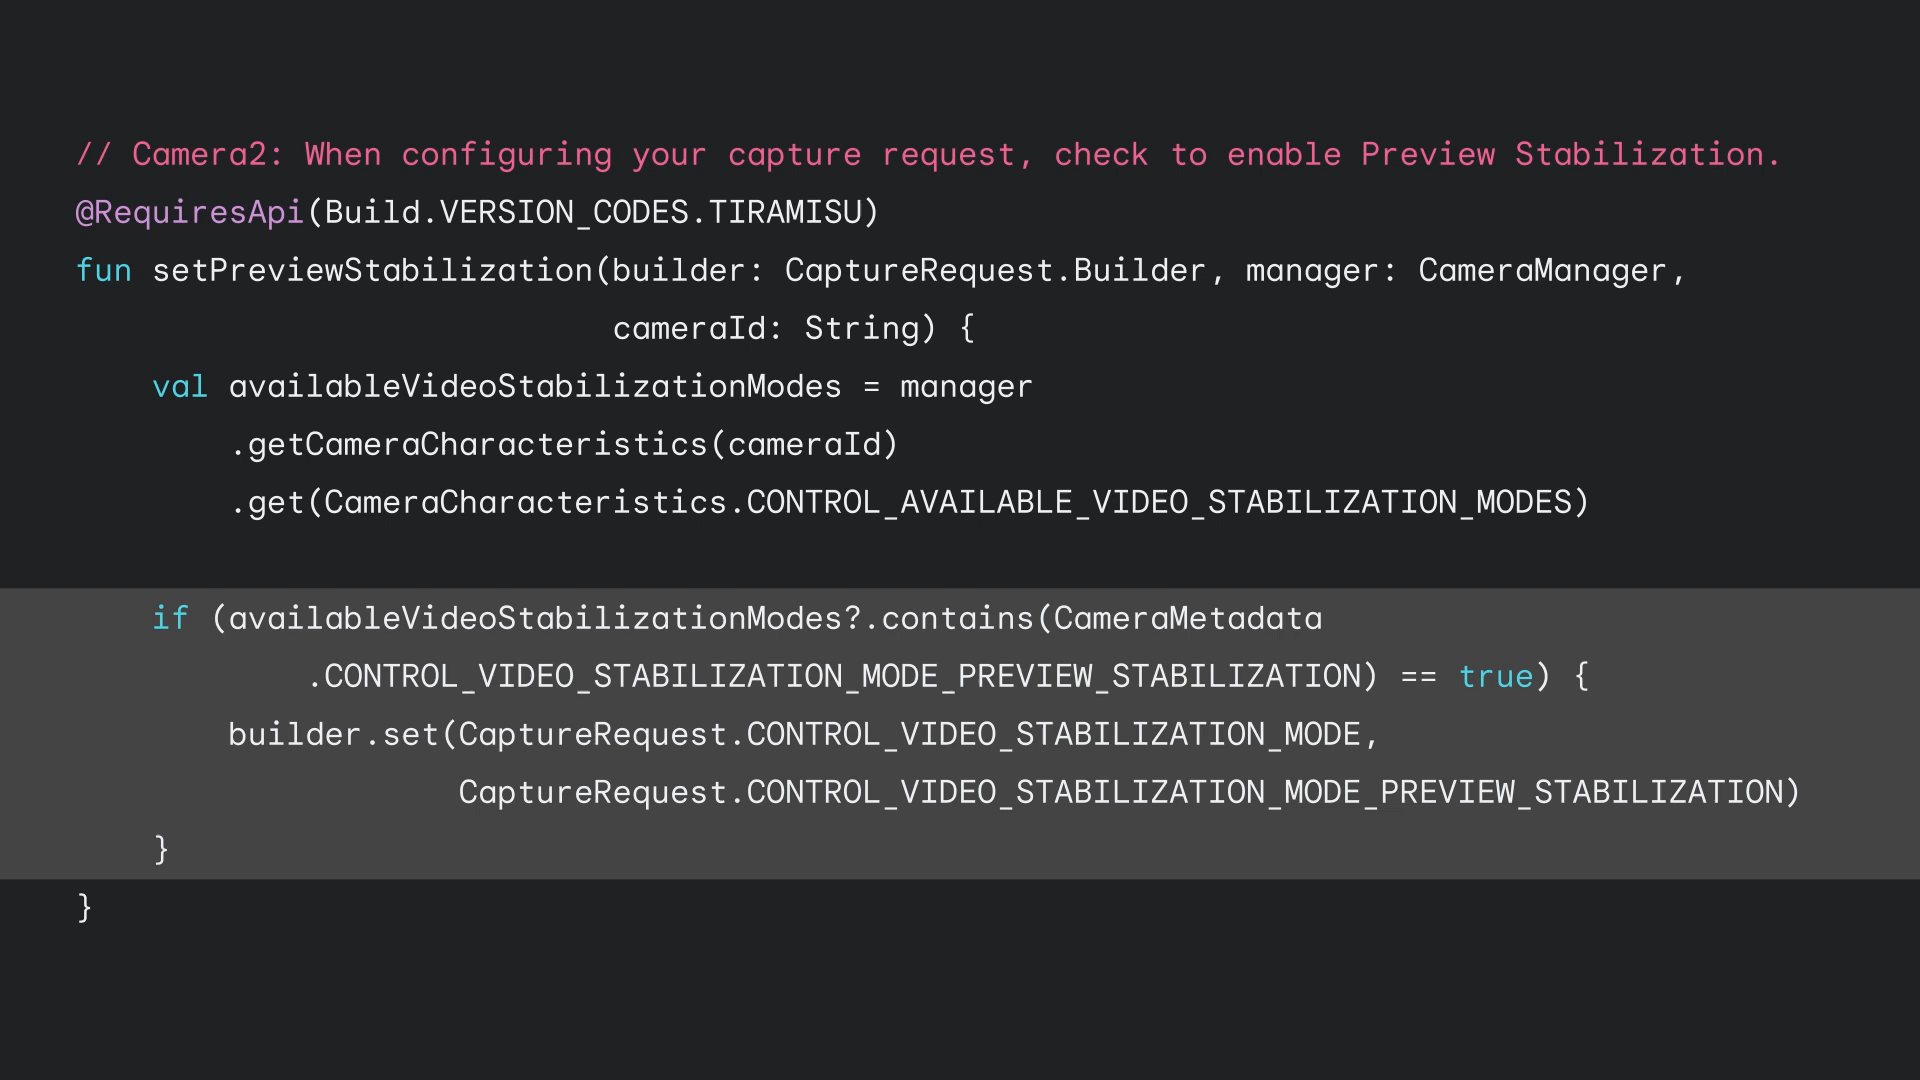 // Camera2: When configuring your capture request, check to enable Preview Stabilization.
@RequiresApi(Build.VERSION_CODES.TIRAMISU)
fun setPreviewStabilization(builder: CaptureRequest.Builder, manager: CameraManager,
                            cameraId: String) {
    val availableVideoStabilizationModes = manager
        .getCameraCharacteristics(cameraId)
        .get(CameraCharacteristics.CONTROL_AVAILABLE_VIDEO_STABILIZATION_MODES)
    if (availableVideoStabilizationModes?.contains(CameraMetadata
            .CONTROL_VIDEO_STABILIZATION_MODE_PREVIEW_STABILIZATION) == true) {
        builder.set(CaptureRequest.CONTROL_VIDEO_STABILIZATION_MODE,
                    CaptureRequest.CONTROL_VIDEO_STABILIZATION_MODE_PREVIEW_STABILIZATION)
    }
}